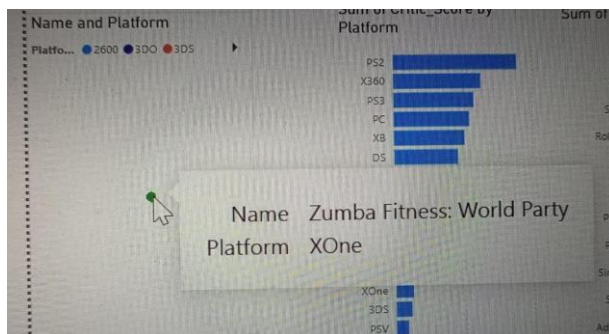 Name and Platform
Platfo... 2600 3DO 3DS
Sum of Critic_Score by
Platform
Sum of
PS2
X360
PS3
PC
XB
DS
Name Zumba Fitness: World Party
Platform XOne
XOne
3DS
PSV